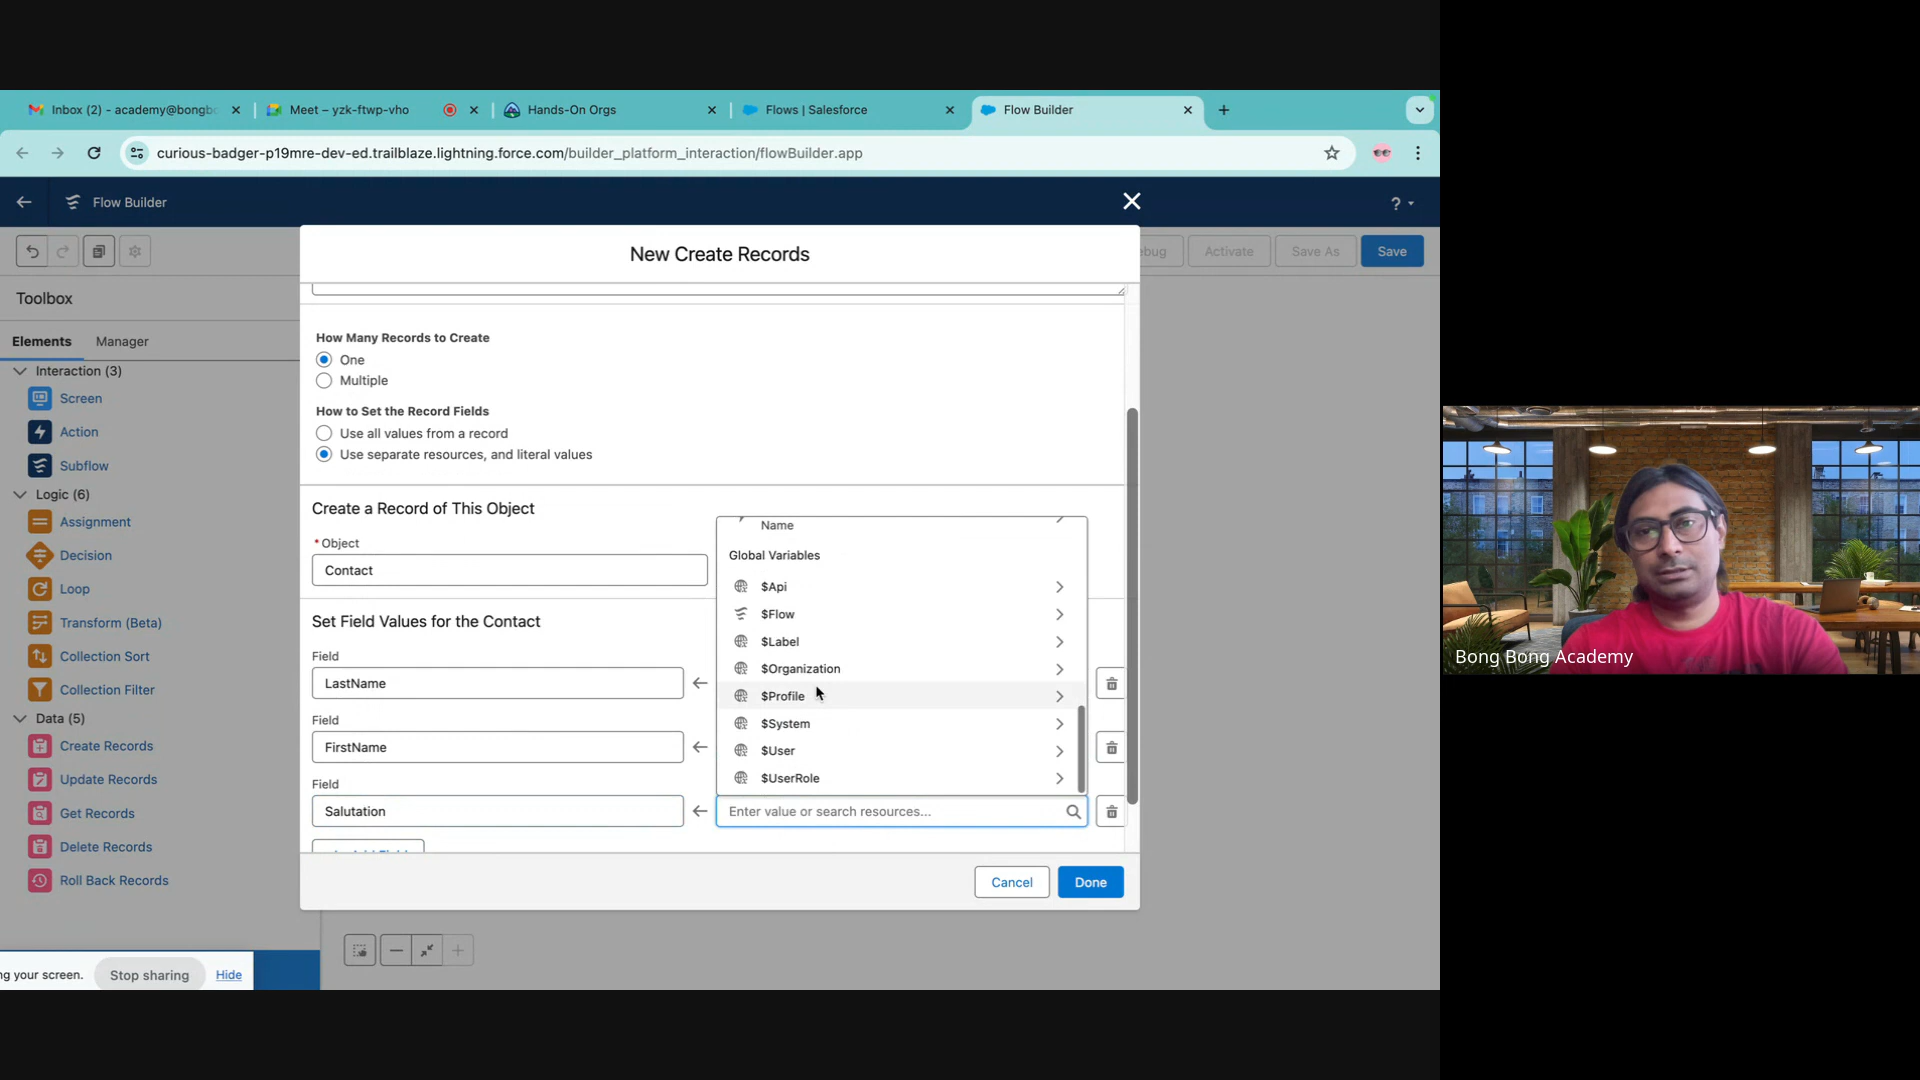 Inbox (2) - academy@bongbc
Meet – yzk-ftwp-vho
Hands-On Orgs
Flows | Salesforce
Flow Builder
curious-badger-p19mre-dev-ed.trailblaze.lightning.force.com/builder_platform_interaction/flowBuilder.app
Flow Builder
?
New Create Records
bug
Activate
Save As
Save
Toolbox
Elements
Manager
Interaction (3)
Screen
Action
Subflow
Logic (6)
Assignment
Decision
Loop
Transform (Beta)
Collection Sort
Collection Filter
Data (5)
Create Records
Update Records
Get Records
Delete Records
Roll Back Records
How Many Records to Create
One
Multiple
How to Set the Record Fields
Use all values from a record
Use separate resources, and literal values
Create a Record of This Object
* Object
Contact
Set Field Values for the Contact
Field
LastName
Field
FirstName
Field
Salutation
Name
Global Variables
$Api
$Flow
$Label
$Organization
$Profile
$System
$User
$UserRole
Enter value or search resources...
Cancel
Done
ng your screen.
Stop sharing
Hide
Bong Bong Academy